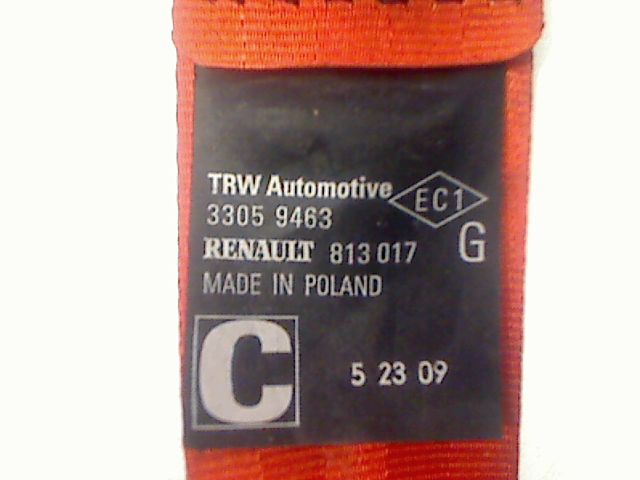 TRW Automotive EC1
3305 9463
RENAULT 813 017 G
MADE IN POLAND
C 5 23 09